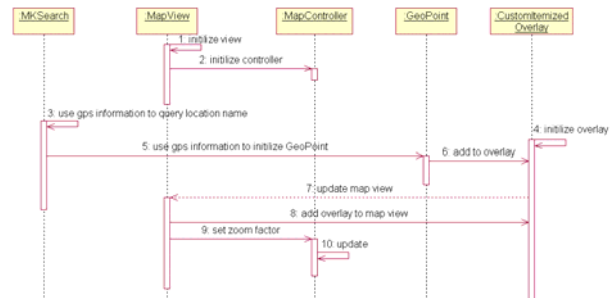 :MKSearch
:MapView
:MapController
:GeoPoint
:CustomItemized
Overlay
1: initilize view
2: initilize controller
3: use gps information to query location name
4: initilize overlay
5: use gps information to initilize GeoPoint
6: add to overlay
7: update map view
8: add overlay to map view
9: set zoom factor
10: update